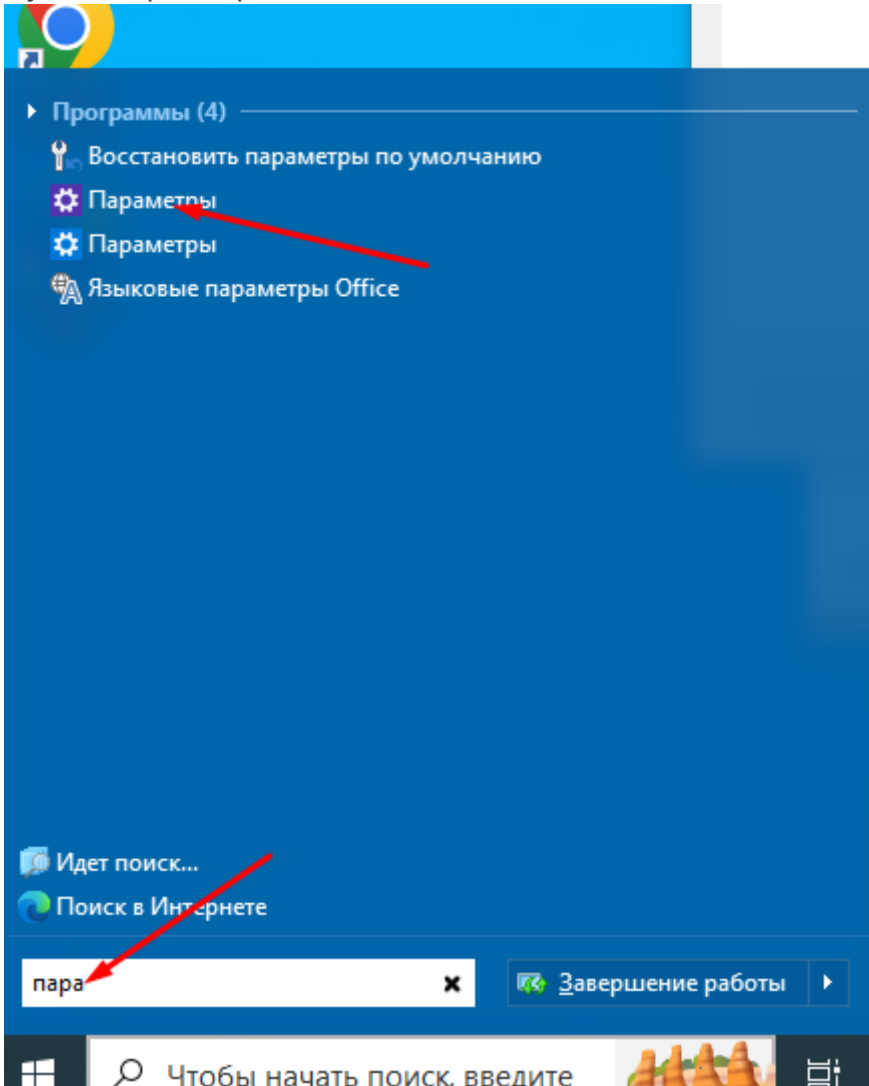 Программы (4)
Восстановить параметры по умолчанию
Параметры
Параметры
Языковые параметры Office
Идет поиск...
Поиск в Интернете
пара
Завершение работы
Чтобы начать поиск, введите